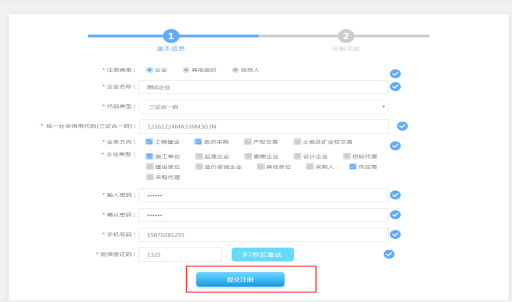 1 2
基本信息 注册完成
* 注册类型： 企业 其他组织 自然人
* 企业名称： 测试企业
* 代码类型： 三证合一码
* 统一社会信用代码(三证合一码)： 12361224MA336M3G3N
* 业务方向： 工程建设 政府采购 产权交易 土地及矿业权交易
* 企业类型： 施工单位 监理企业 勘察企业 设计企业 招标代理
建设单位 造价咨询企业 其他单位 采购人 供应商
采购代理
* 输入密码： ••••••
* 确认密码： ••••••
* 手机号码： 15870281255
* 短信验证码： 1325 87秒后重试
提交注册